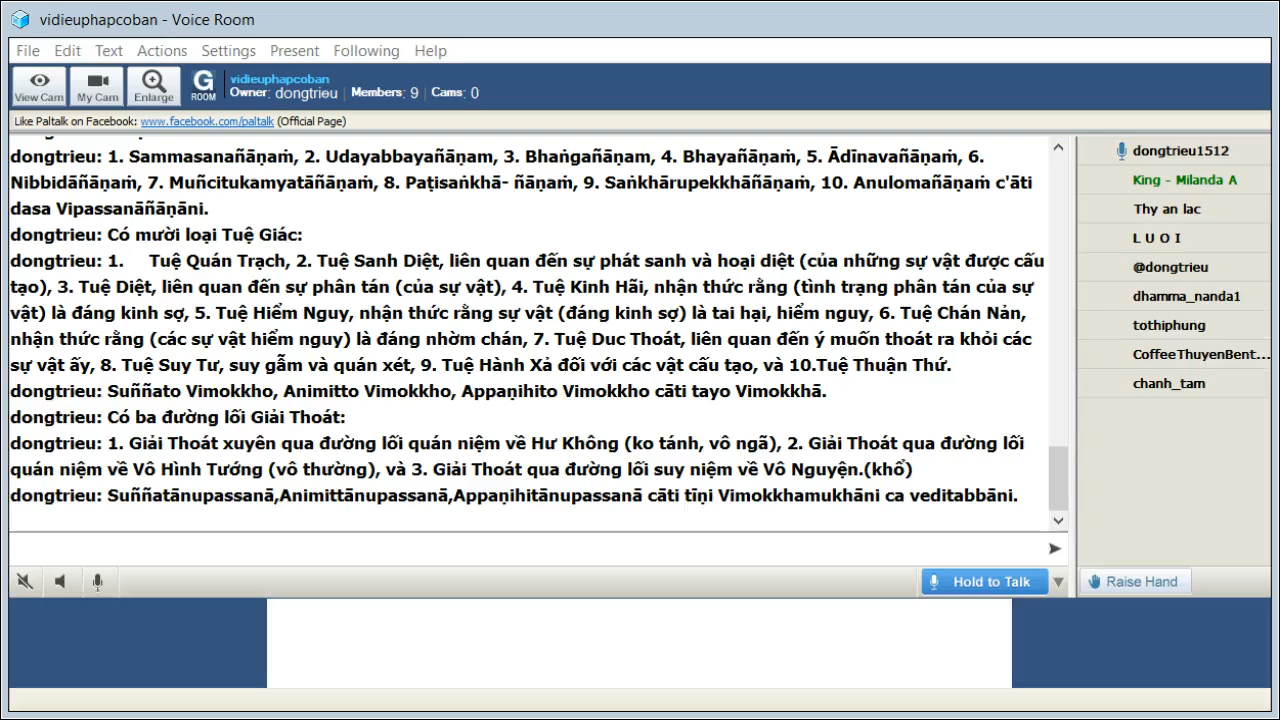 vidieuphapcoban - Voice Room
File Edit Text Actions Settings Present Following Help
View Cam My Cam Enlarge G ROOM vidieuphapcoban
Owner: dongtrieu | Members: 9 | Cams: 0
Like Paltalk on Facebook: www.facebook.com/paltalk (Official Page)
dongtrieu: 1. Sammasanañāṇaṁ, 2. Udayabbayañāṇam, 3. Bhaṅgañāṇam, 4. Bhayañāṇaṁ, 5. Ādīnavañāṇaṁ, 6.
Nibbidāñāṇaṁ, 7. Muñcitukamyatāñāṇaṁ, 8. Paṭisaṅkhā- ñāṇaṁ, 9. Saṅkhārupekkhāñāṇaṁ, 10. Anulomañāṇaṁ c'āti
dasa Vipassanāñāṇāni.
dongtrieu: Có mười loại Tuệ Giác:
dongtrieu: 1. Tuệ Quán Trạch, 2. Tuệ Sanh Diệt, liên quan đến sự phát sanh và hoại diệt (của những sự vật được cấu
tạo), 3. Tuệ Diệt, liên quan đến sự phân tán (của sự vật), 4. Tuệ Kinh Hãi, nhận thức rằng (tình trạng phân tán của sự
vật) là đáng kinh sợ, 5. Tuệ Hiểm Nguy, nhận thức rằng sự vật (đáng kinh sợ) là tai hại, hiểm nguy, 6. Tuệ Chán Nản,
nhận thức rằng (các sự vật hiểm nguy) là đáng nhờm chán, 7. Tuệ Duc Thoát, liên quan đến ý muốn thoát ra khỏi các
sự vật ấy, 8. Tuệ Suy Tư, suy gẫm và quán xét, 9. Tuệ Hành Xả đối với các vật cấu tạo, và 10.Tuệ Thuận Thứ.
dongtrieu: Suññato Vimokkho, Animitto Vimokkho, Appaṇihito Vimokkho cāti tayo Vimokkhā.
dongtrieu: Có ba đường lối Giải Thoát:
dongtrieu: 1. Giải Thoát xuyên qua đường lối quán niệm về Hư Không (ko tánh, vô ngã), 2. Giải Thoát qua đường lối
quán niệm về Vô Hình Tướng (vô thường), và 3. Giải Thoát qua đường lối suy niệm về Vô Nguyện.(khổ)
dongtrieu: Suññatānupassanā,Animittānupassanā,Appaṇihitānupassanā cāti tīṇi Vimokkhamukhāni ca veditabbāni.
dongtrieu1512
King - Milanda A
Thy an lac
L U O I
@dongtrieu
dhamma_nanda1
tothiphung
CoffeeThuyenBent...
chanh_tam
Hold to Talk
Raise Hand